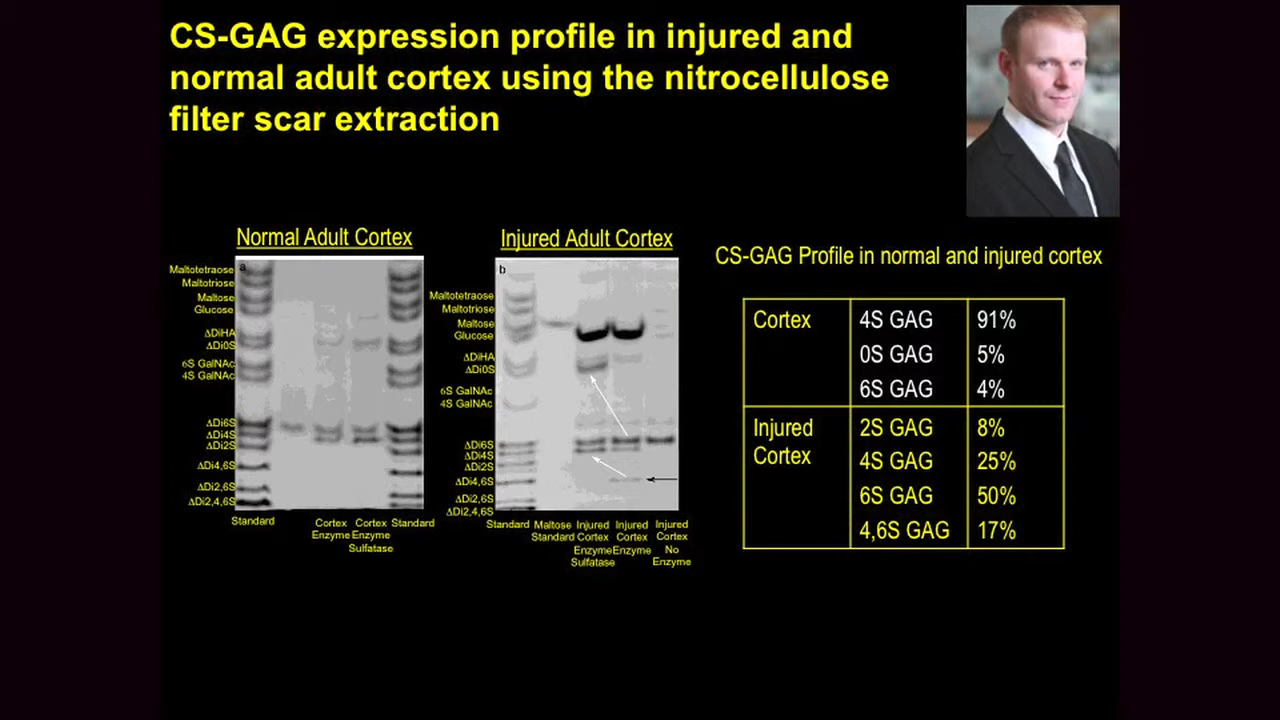 CS-GAG expression profile in injured and
normal adult cortex using the nitrocellulose
filter scar extraction
Normal Adult Cortex
a
Maltotetraose
Maltotriose
Maltose
Glucose
ΔDiHA
ΔDi0S
6S GalNAc
4S GalNAc
ΔDi6S
ΔDi4S
ΔDi2S
ΔDi4,6S
ΔDi2,6S
ΔDi2,4,6S
Standard
Cortex
Enzyme
Cortex
Enzyme
Sulfatase
Standard
Injured Adult Cortex
b
Maltotetraose
Maltotriose
Maltose
Glucose
ΔDiHA
ΔDi0S
6S GalNAc
4S GalNAc
ΔDi6S
ΔDi4S
ΔDi2S
ΔDi4,6S
ΔDi2,6S
ΔDi2,4,6S
Standard
Maltose
Standard
Injured
Cortex
Enzyme
Sulfatase
Injured
Cortex
Enzyme
Injured
Cortex
No
Enzyme
CS-GAG Profile in normal and injured cortex
Cortex 4S GAG 91%
0S GAG 5%
6S GAG 4%
Injured 2S GAG 8%
Cortex 4S GAG 25%
6S GAG 50%
4,6S GAG 17%